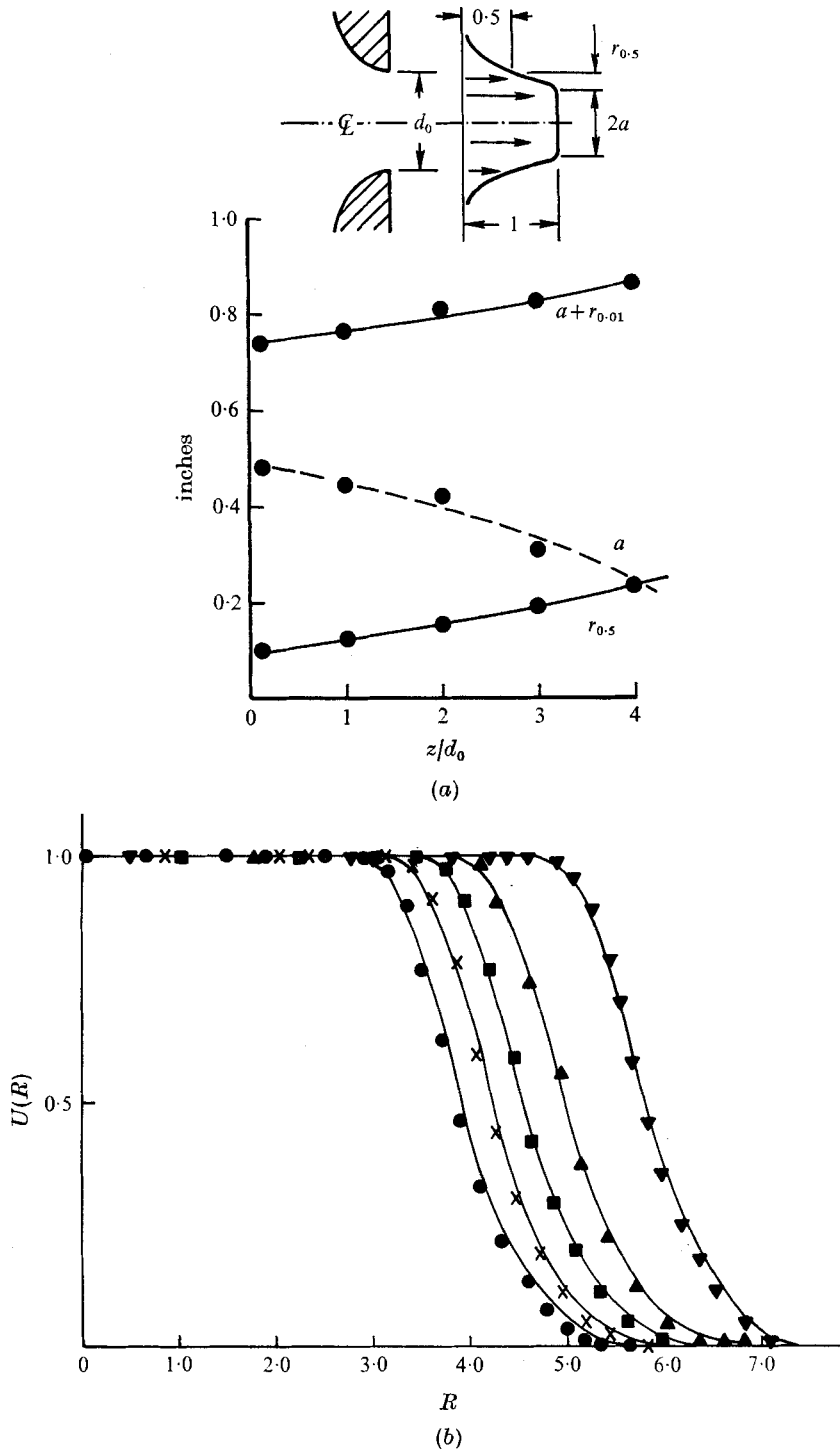 0·5
r₀.₅
℄
d₀
2a
1
1·0
0·8
0·6
0·4
0·2
inches
a+r₀.₀₁
a
r₀.₅
0 1 2 3 4
z/d₀
(a)
1·0
0·5
U(R)
0 1·0 2·0 3·0 4·0 5·0 6·0 7·0
R
(b)